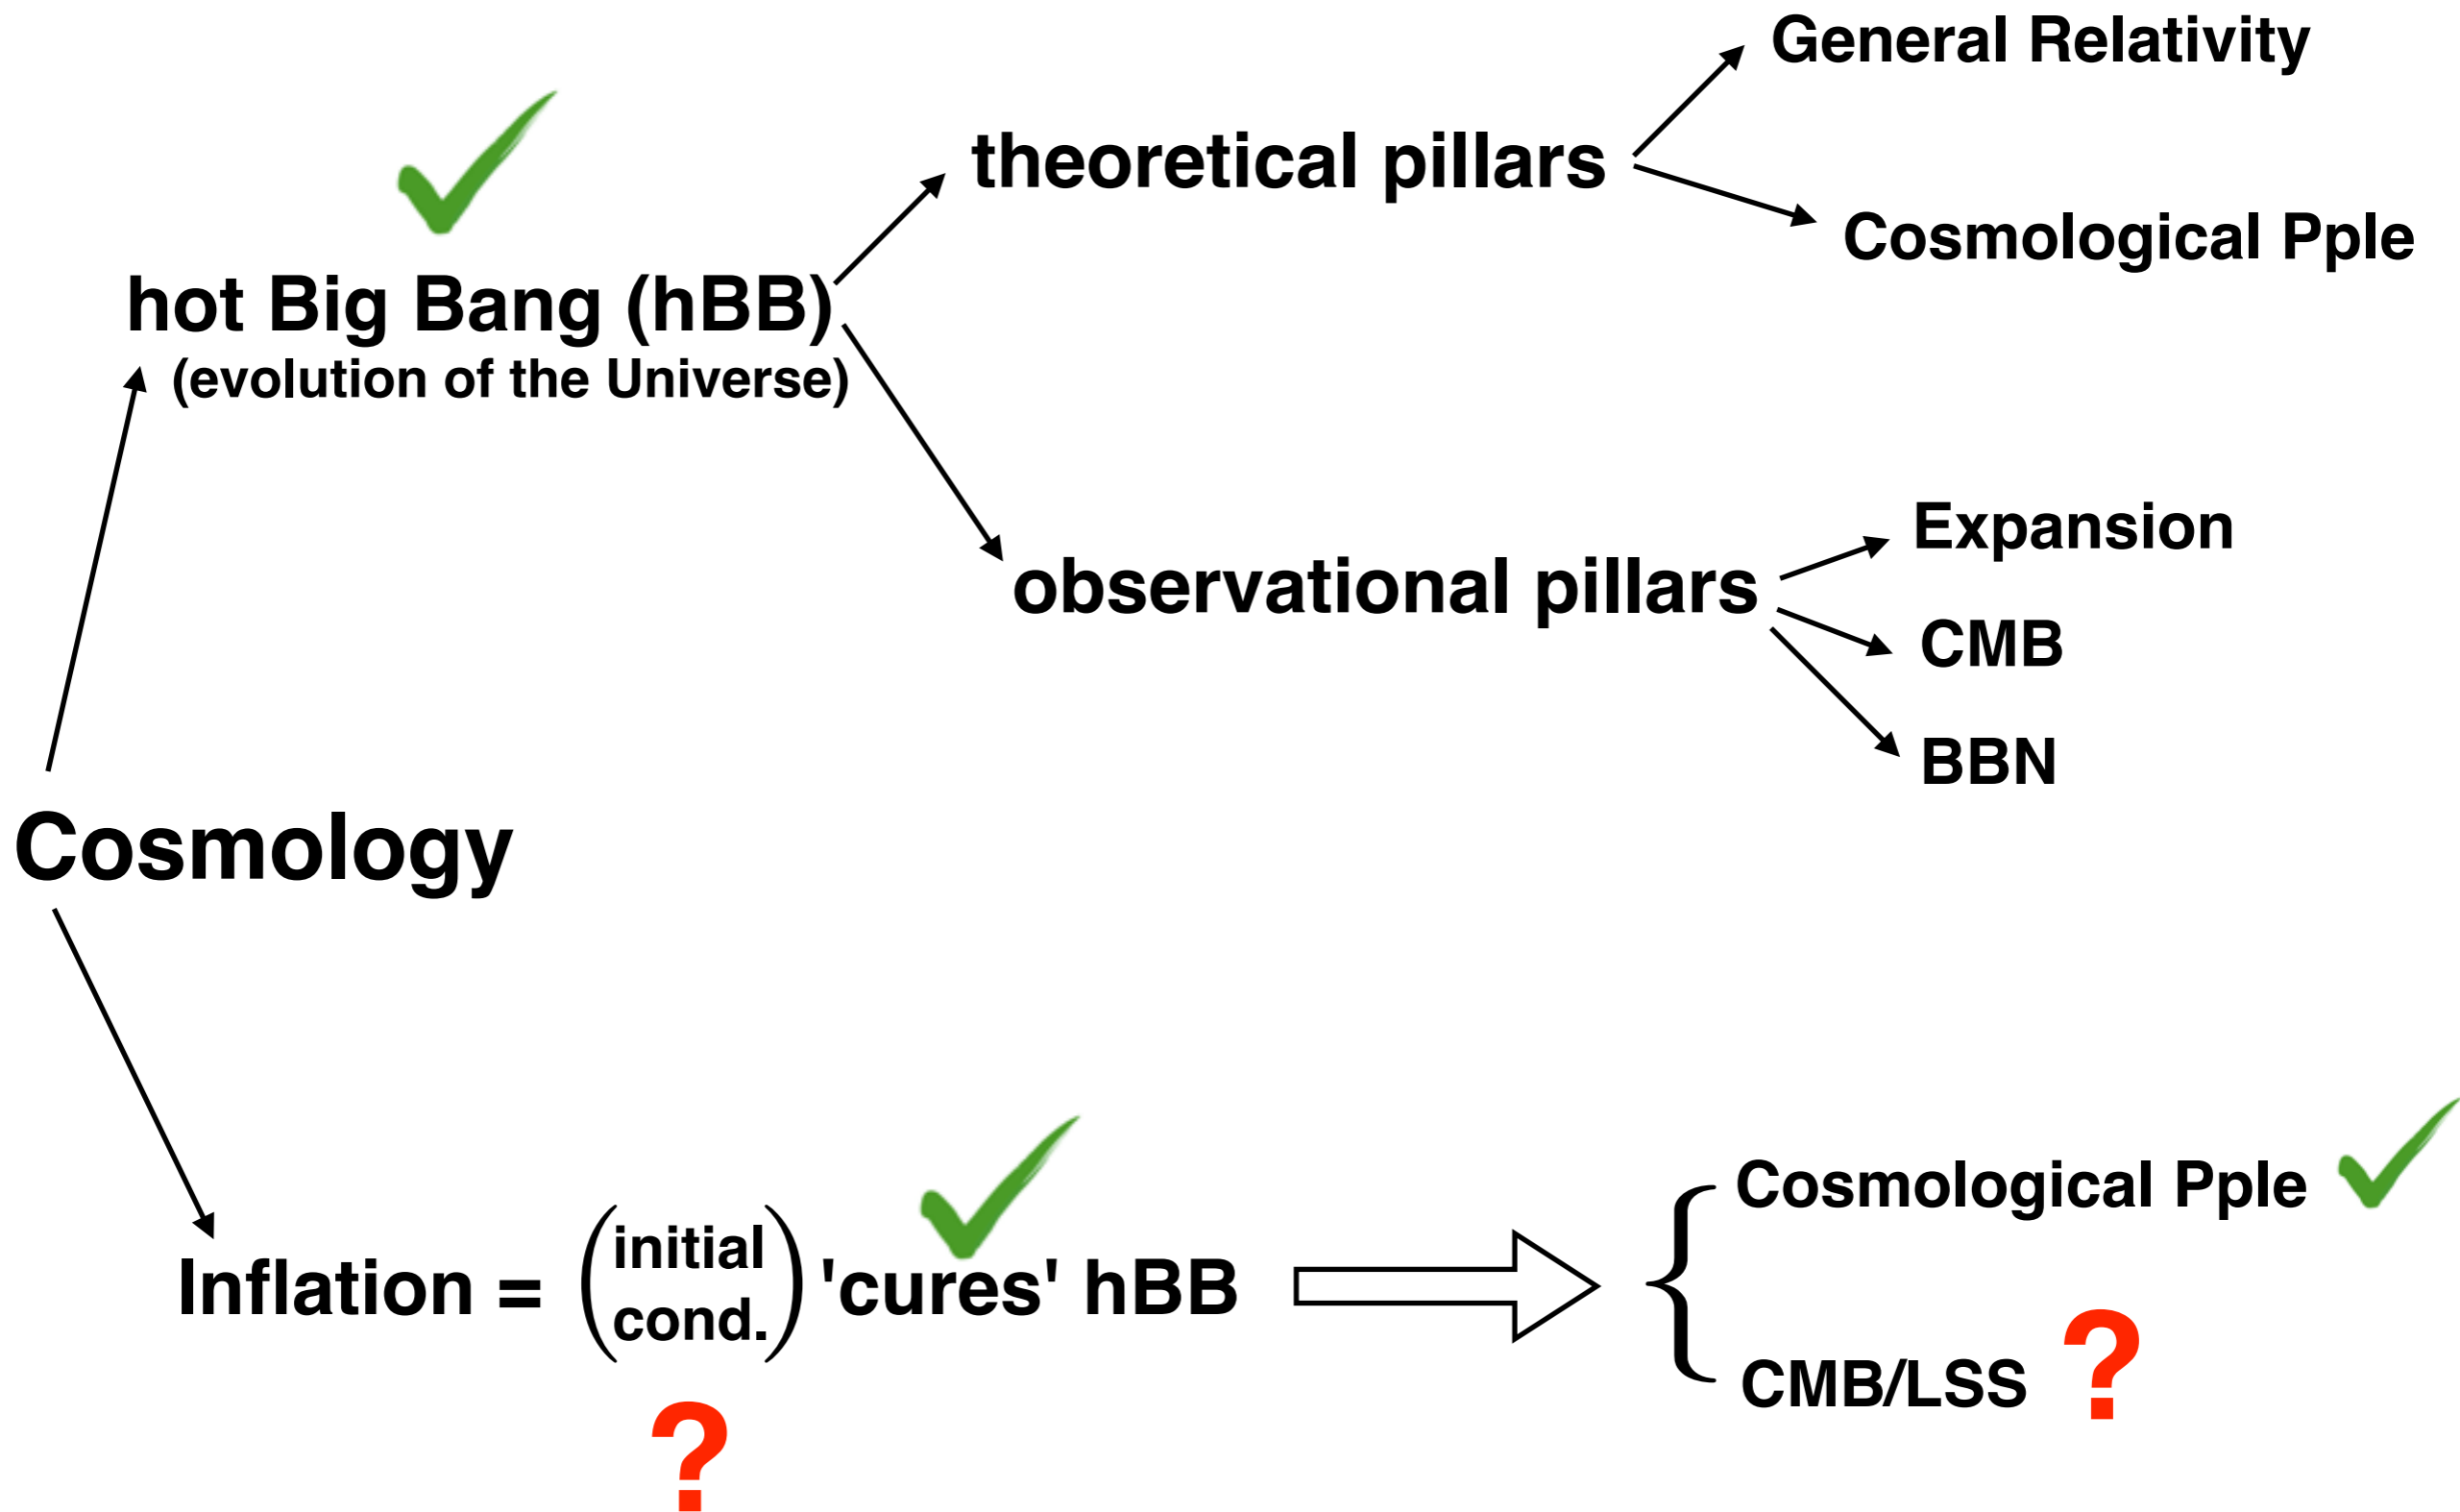 General Relativity
theoretical pillars
Cosmological Pple
hot Big Bang (hBB)
(evolution of the Universe)
Expansion
observational pillars
CMB
BBN
Cosmology
Inflation = (initial cond.) 'cures' hBB
Cosmological Pple
CMB/LSS ?
?